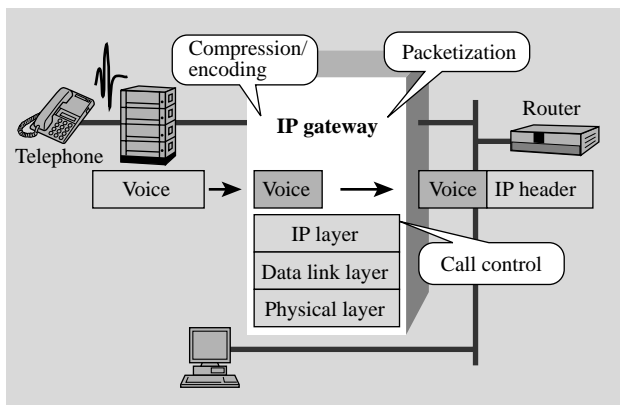 Compression/
encoding
Packetization
IP gateway
Router
Telephone
Voice
Voice
Voice
IP header
IP layer
Data link layer
Physical layer
Call control